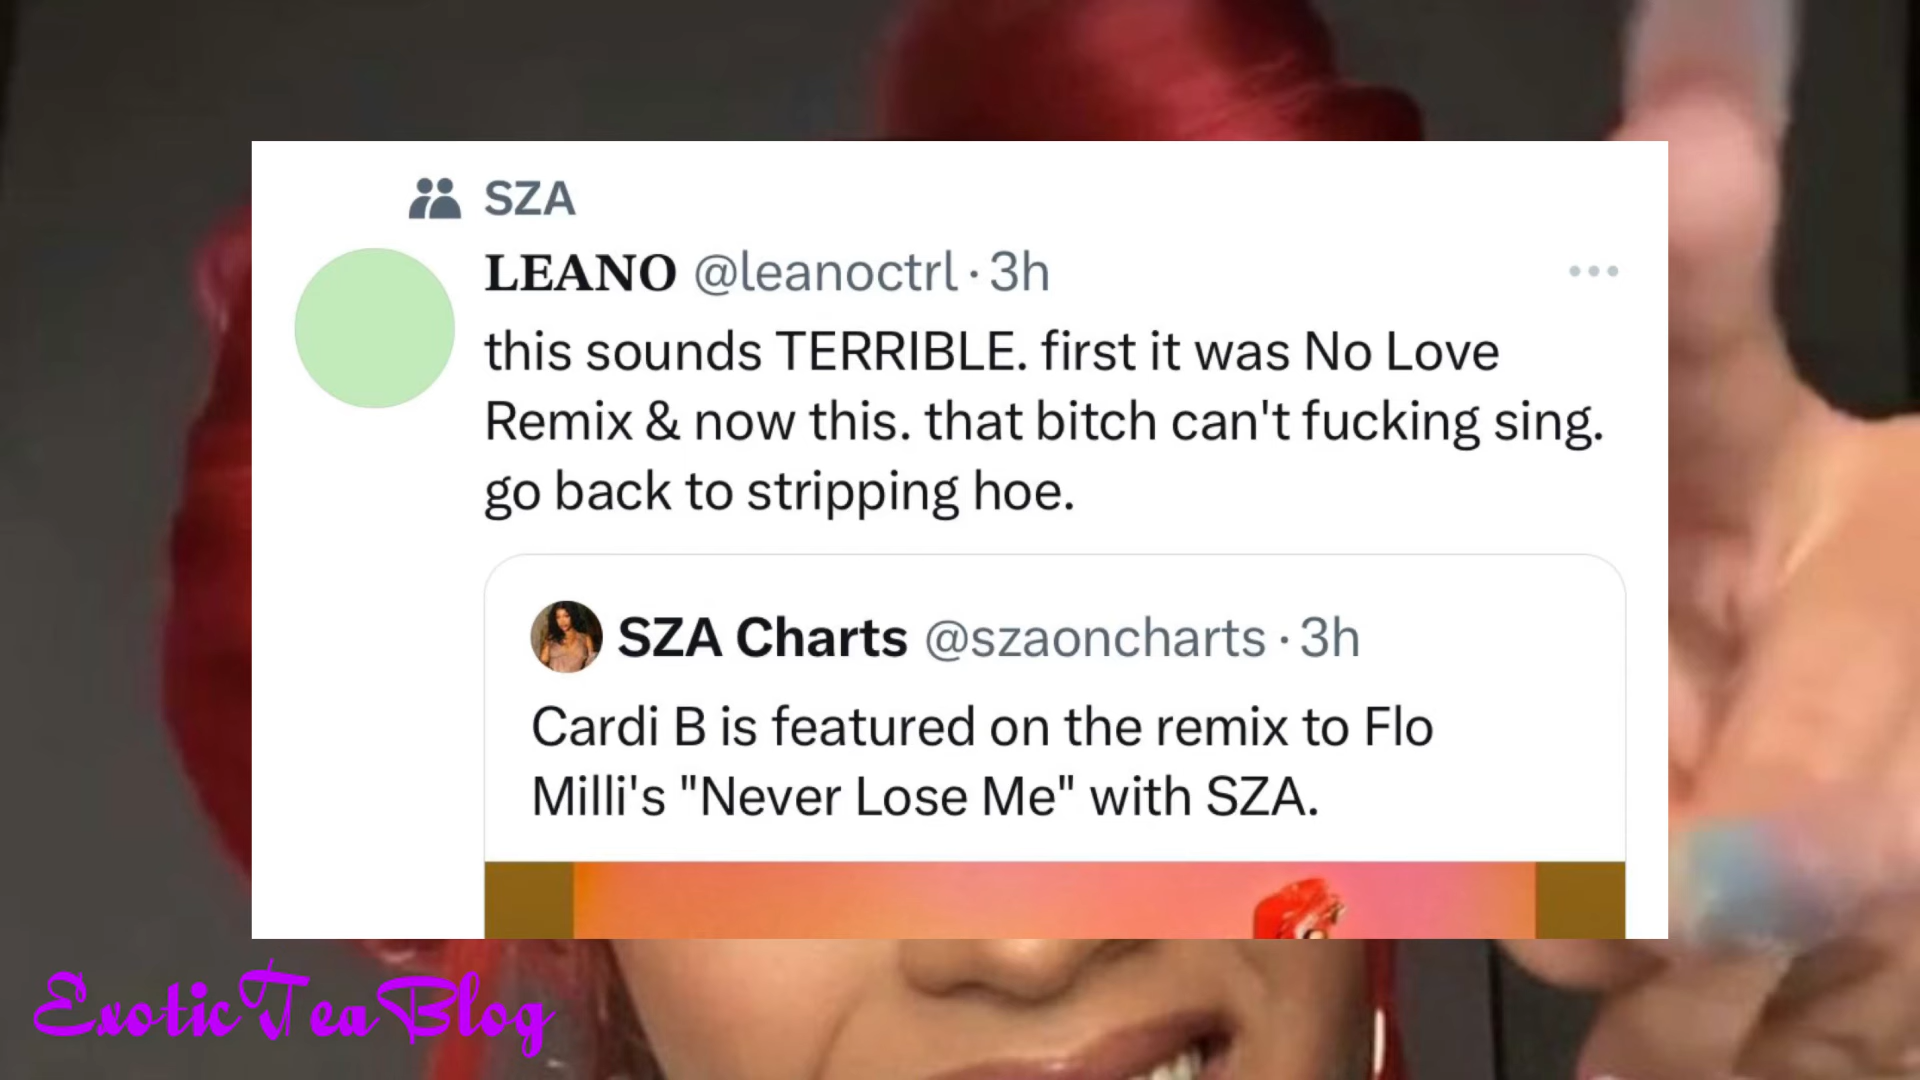 SZA
LEANO @leanoctrl · 3h
this sounds TERRIBLE. first it was No Love
Remix & now this. that bitch can't fucking sing.
go back to stripping hoe.
SZA Charts @szaoncharts · 3h
Cardi B is featured on the remix to Flo
Milli's "Never Lose Me" with SZA.
ExoticTeaBlog